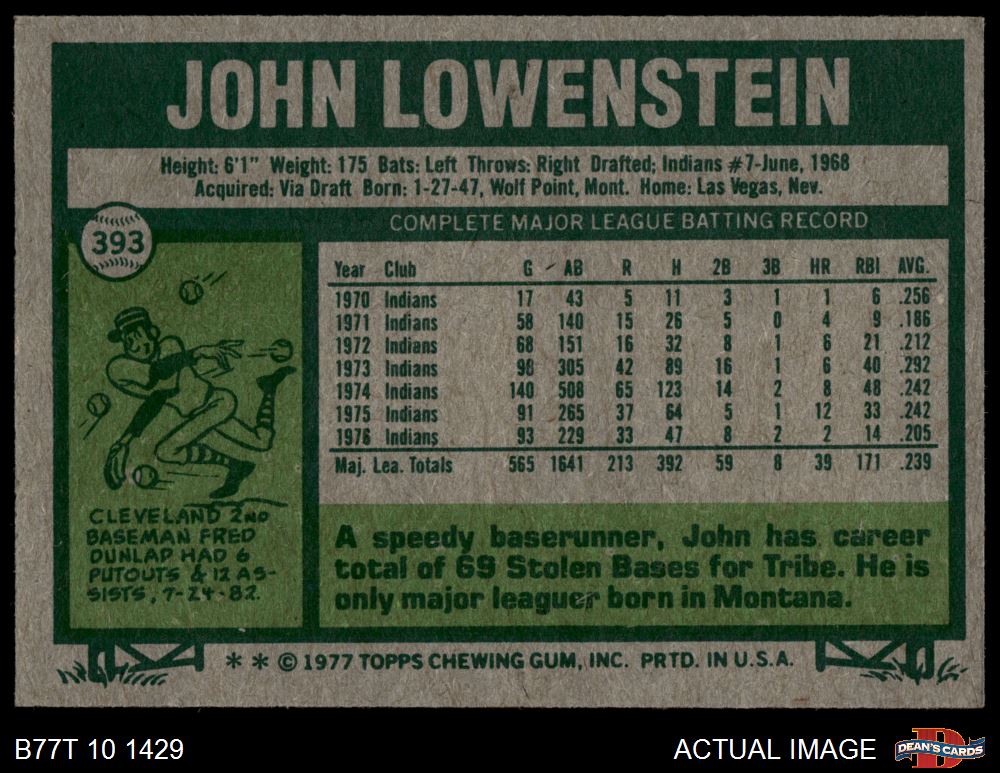 JOHN LOWENSTEIN
Height: 6'1" Weight: 175 Bats: Left Throws: Right Drafted; Indians #7-June, 1968
Acquired: Via Draft Born: 1-27-47, Wolf Point, Mont. Home: Las Vegas, Nev.
393
COMPLETE MAJOR LEAGUE BATTING RECORD
Year Club G AB R H 2B 3B HR RBI AVG.
1970 Indians 17 43 5 11 3 1 1 6 .256
1971 Indians 58 140 15 26 5 0 4 9 .186
1972 Indians 68 151 16 32 8 1 6 21 .212
1973 Indians 98 305 42 89 16 1 6 40 .292
1974 Indians 140 508 65 123 14 2 8 48 .242
1975 Indians 91 265 37 64 5 1 12 33 .242
1976 Indians 93 229 33 47 8 2 2 14 .205
Maj. Lea. Totals 565 1641 213 392 59 8 39 171 .239
CLEVELAND 2ND
BASEMAN FRED
DUNLAP HAD 6
PUTOUTS & 12 AS-
SISTS, 7-24-82.
A speedy baserunner, John has career
total of 69 Stolen Bases for Tribe. He is
only major leaguer born in Montana.
** © 1977 TOPPS CHEWING GUM, INC. PRTD. IN U.S.A.
B77T 10 1429
ACTUAL IMAGE
D
DEAN'S CARDS